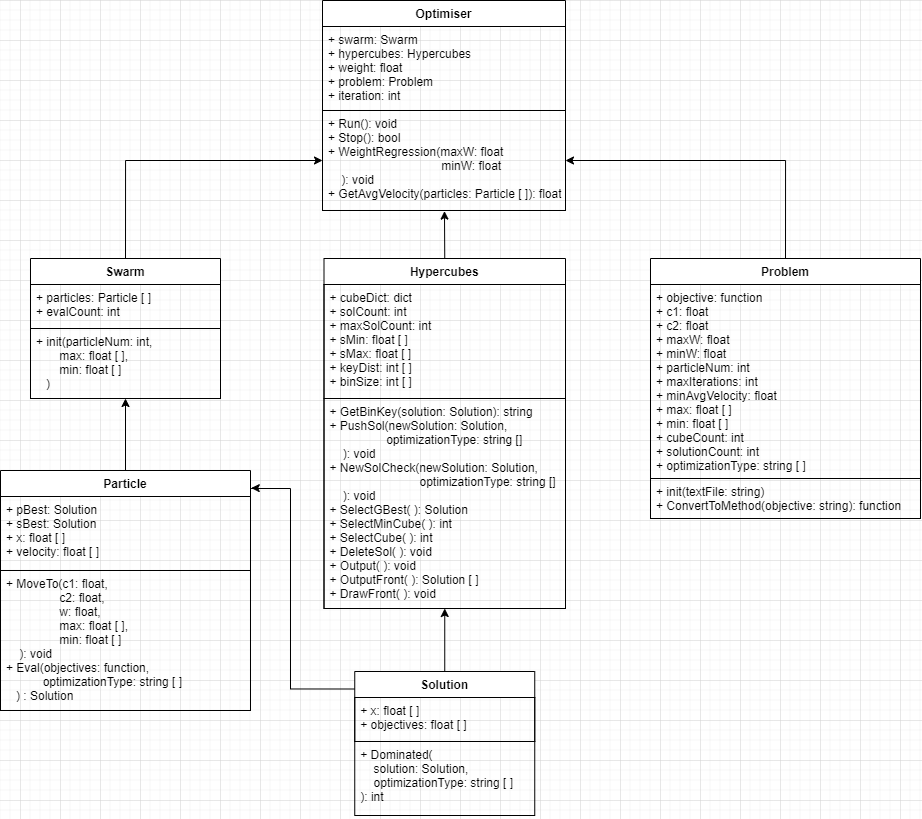 Optimiser
+ swarm: Swarm
+ hypercubes: Hypercubes
+ weight: float
+ problem: Problem
+ iteration: int
+ Run(): void
+ Stop(): bool
+ WeightRegression(maxW: float
minW: float
): void
+ GetAvgVelocity(particles: Particle [ ]): float
Swarm
+ particles: Particle [ ]
+ evalCount: int
+ init(particleNum: int,
max: float [ ],
min: float [ ]
)
Hypercubes
+ cubeDict: dict
+ solCount: int
+ maxSolCount: int
+ sMin: float [ ]
+ sMax: float [ ]
+ keyDist: int [ ]
+ binSize: int [ ]
+ GetBinKey(solution: Solution): string
+ PushSol(newSolution: Solution,
optimizationType: string []
): void
+ NewSolCheck(newSolution: Solution,
optimizationType: string []
): void
+ SelectGBest( ): Solution
+ SelectMinCube( ): int
+ SelectCube( ): int
+ DeleteSol( ): void
+ Output( ): void
+ OutputFront( ): Solution [ ]
+ DrawFront( ): void
Problem
+ objective: function
+ c1: float
+ c2: float
+ maxW: float
+ minW: float
+ particleNum: int
+ maxIterations: int
+ minAvgVelocity: float
+ max: float [ ]
+ min: float [ ]
+ cubeCount: int
+ solutionCount: int
+ optimizationType: string [ ]
+ init(textFile: string)
+ ConvertToMethod(objective: string): function
Particle
+ pBest: Solution
+ sBest: Solution
+ x: float [ ]
+ velocity: float [ ]
+ MoveTo(c1: float,
c2: float,
w: float,
max: float [ ],
min: float [ ]
): void
+ Eval(objectives: function,
optimizationType: string [ ]
) : Solution
Solution
+ x: float [ ]
+ objectives: float [ ]
+ Dominated(
solution: Solution,
optimizationType: string [ ]
): int